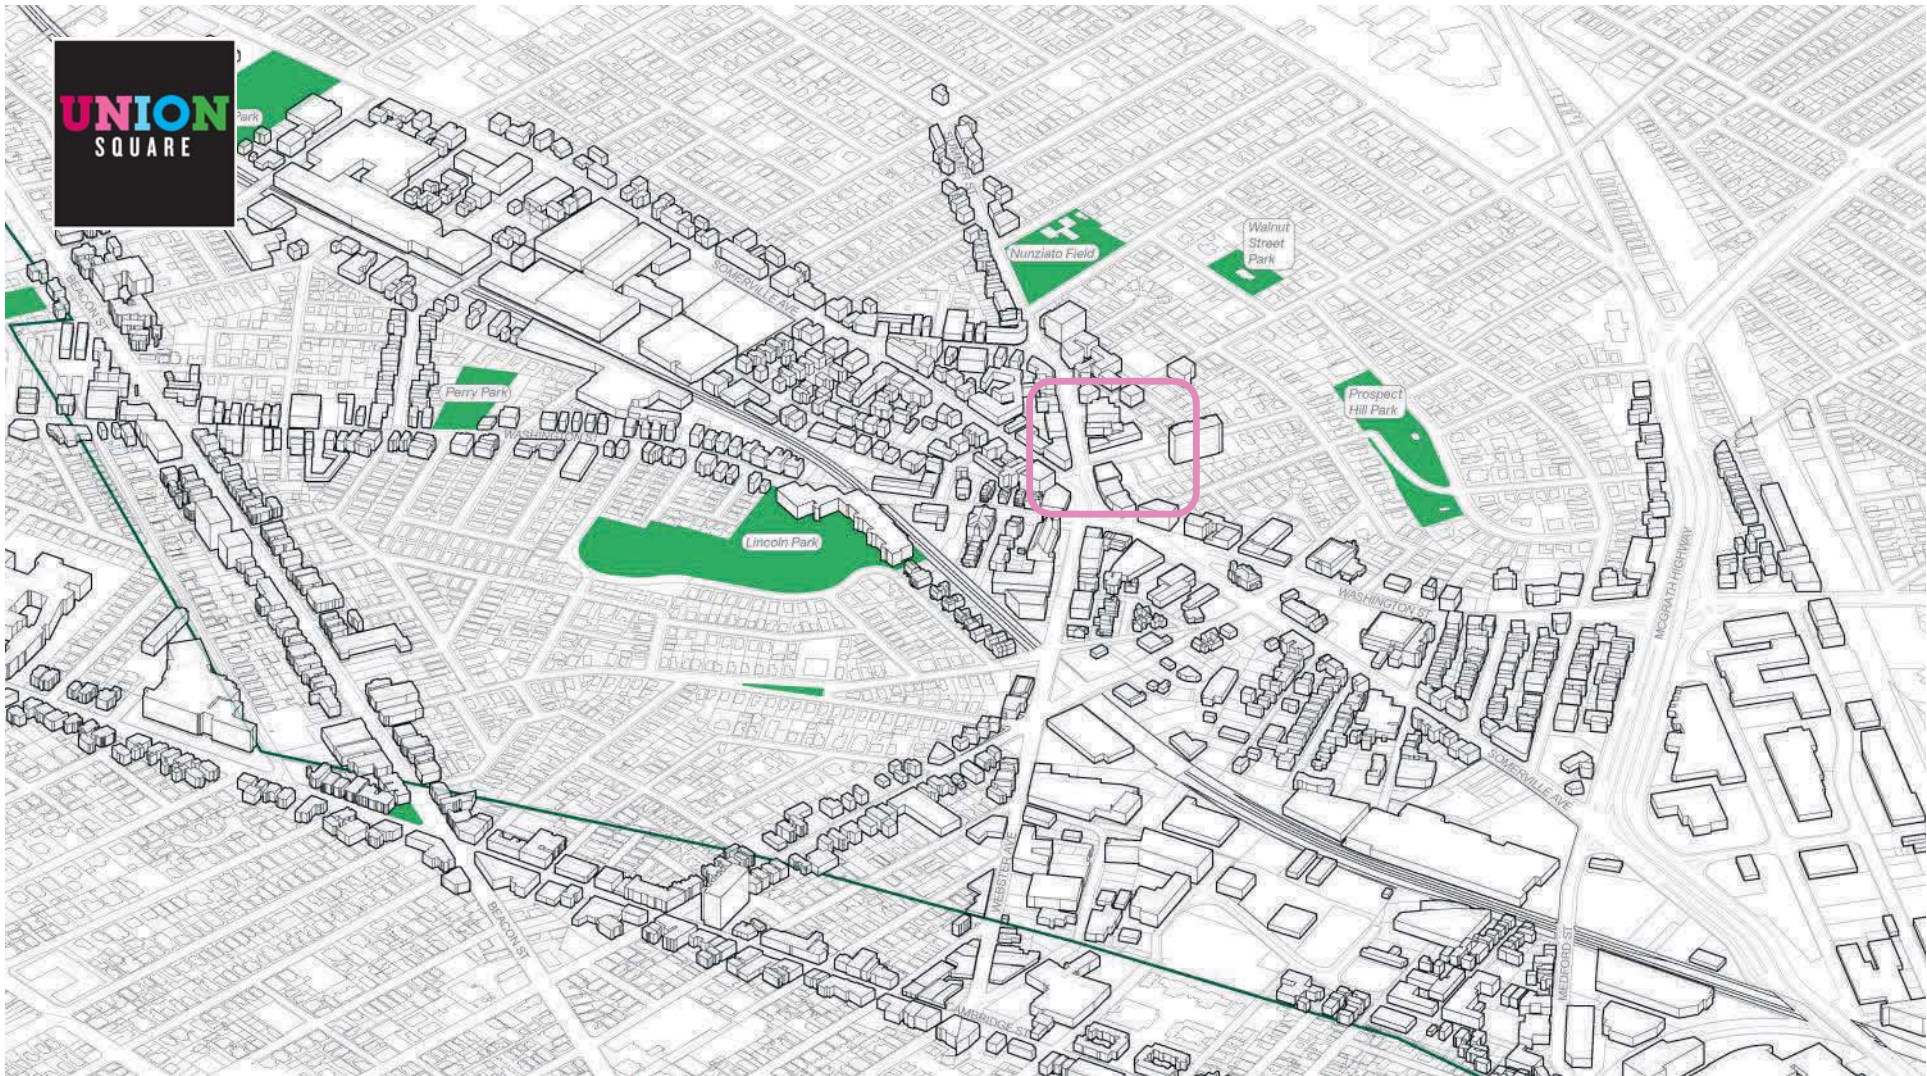 UNION
SQUARE
Park
Nunziato Field
Walnut
Street
Park
SOMERVILLE AVE
BEACON ST
Perry Park
WASHINGTON ST
Prospect
Hill Park
Lincoln Park
WASHINGTON ST
MCGRATH HIGHWAY
SOMERVILLE AVE
WEBSTER AVE
BEACON ST
MEDFORD ST
AMBRIDGE ST